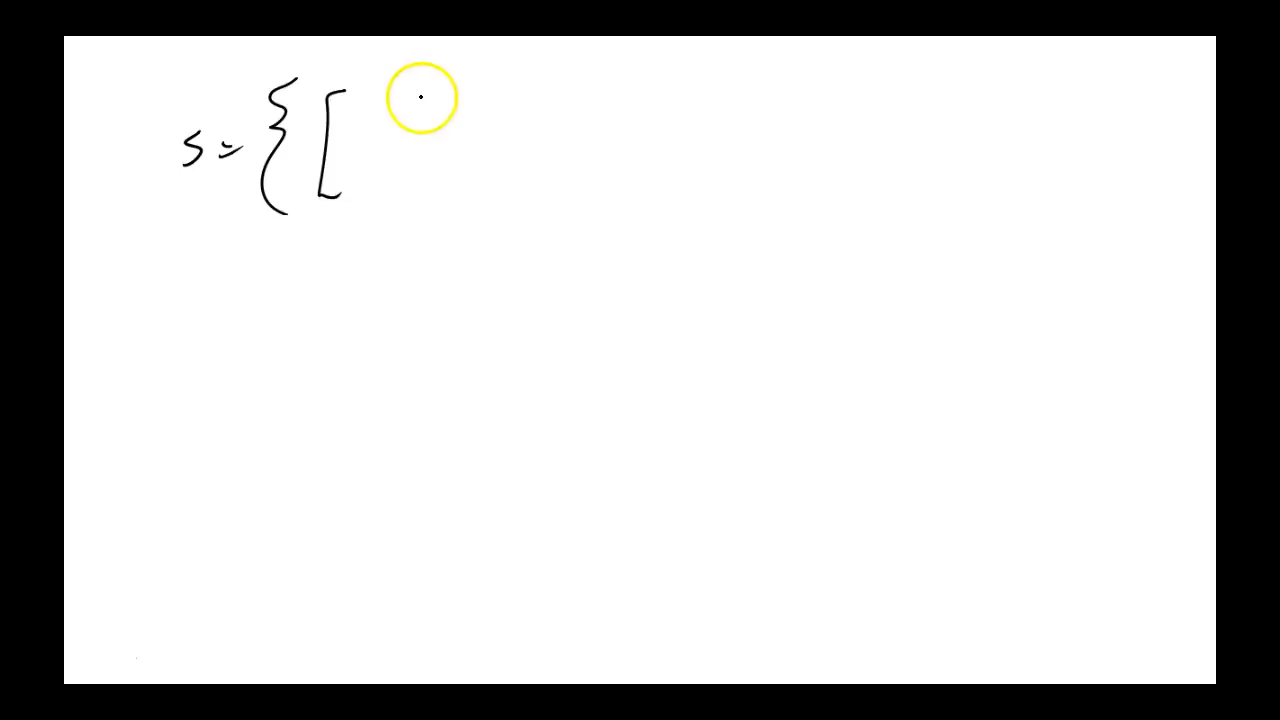 S = { [